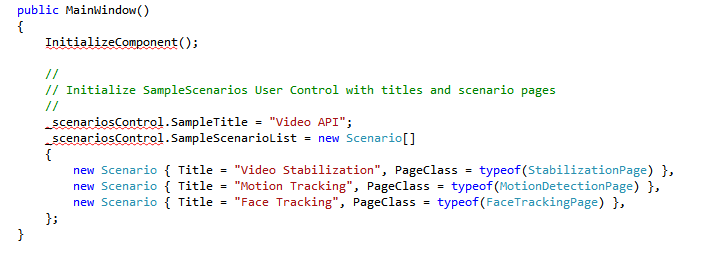 public MainWindow()
{
    InitializeComponent();

    //
    // Initialize SampleScenarios User Control with titles and scenario pages
    //
    _scenariosControl.SampleTitle = "Video API";
    _scenariosControl.SampleScenarioList = new Scenario[]
    {
        new Scenario { Title = "Video Stabilization", PageClass = typeof(StabilizationPage) },
        new Scenario { Title = "Motion Tracking", PageClass = typeof(MotionDetectionPage) },
        new Scenario { Title = "Face Tracking", PageClass = typeof(FaceTrackingPage) },
    };
}